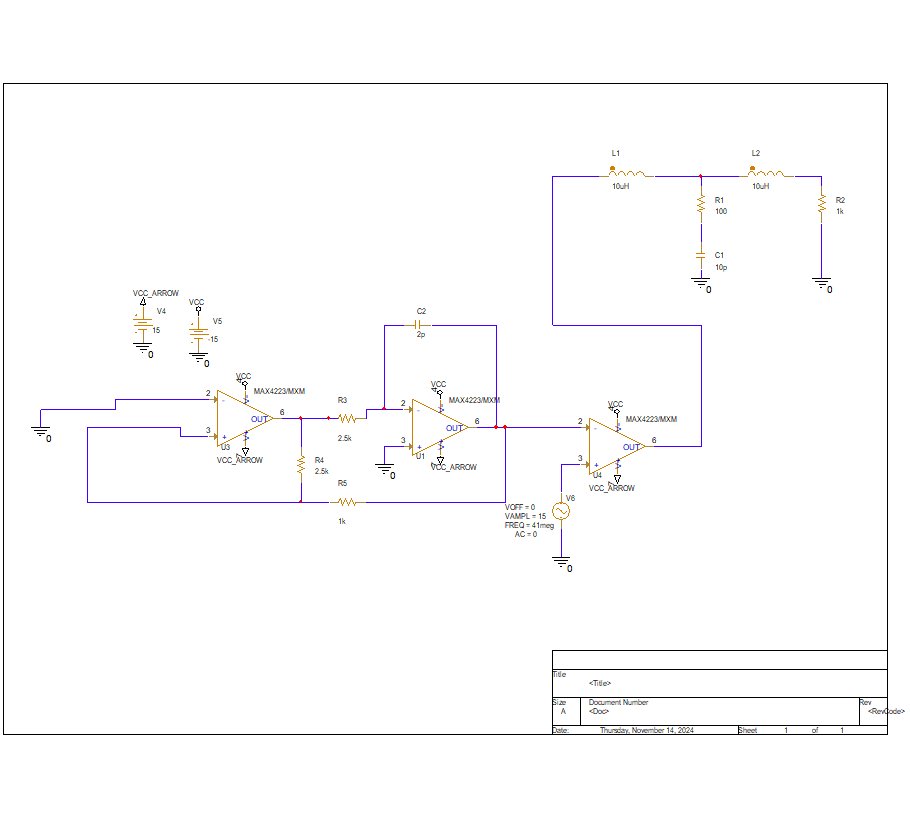 L1
L2
10uH
10uH
R1
100
R2
1k
C1
10p
0
0
VCC_ARROW
VCC
V4
15
0
V5
-15
0
C2
2p
VCC
MAX4223/MXM
2
-
OUT
6
3
+
U3
VCC_ARROW
0
R3
2.5k
R4
2.5k
R5
1k
VCC
MAX4223/MXM
2
-
OUT
6
3
+
U1
VCC_ARROW
0
VCC
MAX4223/MXM
2
-
OUT
6
3
+
U4
VCC_ARROW
V6
VOFF = 0
VAMPL = 15
FREQ = 41meg
AC = 0
0
Title
<Title>
Size
A
Document Number
<Doc>
Rev
<RevCode>
Date:
Thursday, November 14, 2024
Sheet 1 of 1